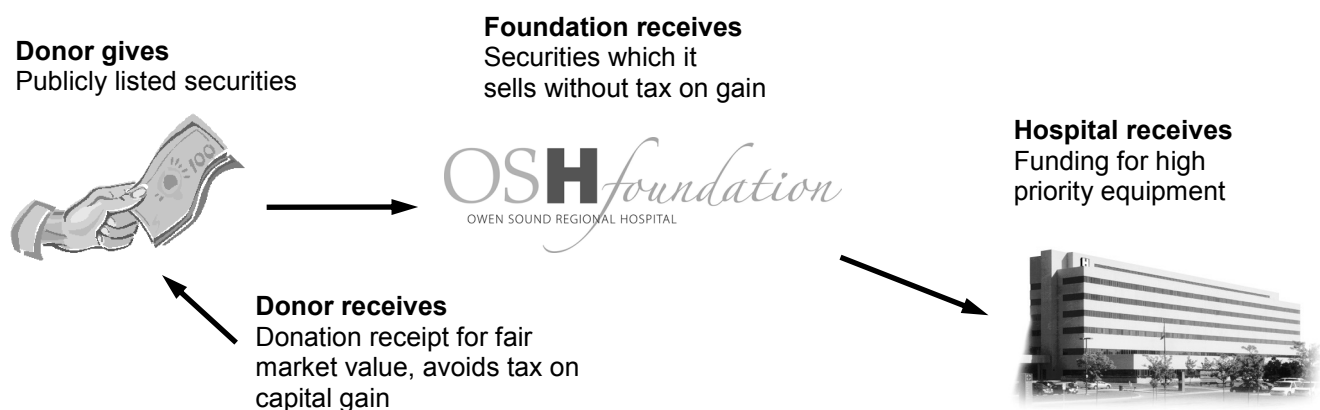 Donor gives
Publicly listed securities
Foundation receives
Securities which it
sells without tax on gain
100
OSHfoundation
OWEN SOUND REGIONAL HOSPITAL
Donor receives
Donation receipt for fair
market value, avoids tax on
capital gain
Hospital receives
Funding for high
priority equipment
H